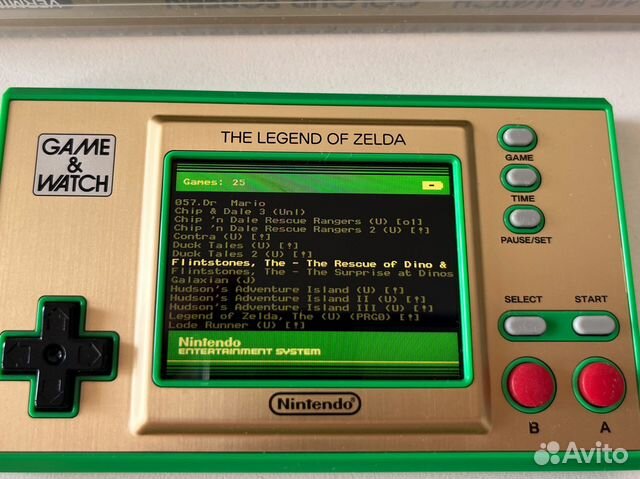 COLOUR SCREEN
THE LEGEND OF ZELDA
GAME
&
WATCH
Games: 25
057.Dr Mario
Chip & Dale 3 (Unl)
Chip 'n Dale Rescue Rangers (U) [o1]
Chip 'n Dale Rescue Rangers 2 (U) [!]
Contra (U) [!]
Duck Tales (U) [!]
Duck Tales 2 (U) [!]
Flintstones, The - The Rescue of Dino &
Flintstones, The - The Surprise at Dinos
Galaxian (J)
Hudson's Adventure Island (U) [!]
Hudson's Adventure Island II (U) [!]
Hudson's Adventure Island III (U) [!]
Legend of Zelda, The (U) (PRG0) [!]
Lode Runner (U) [!]
Nintendo
ENTERTAINMENT SYSTEM
Nintendo®
GAME
TIME
PAUSE/SET
SELECT
START
B
A
Avito